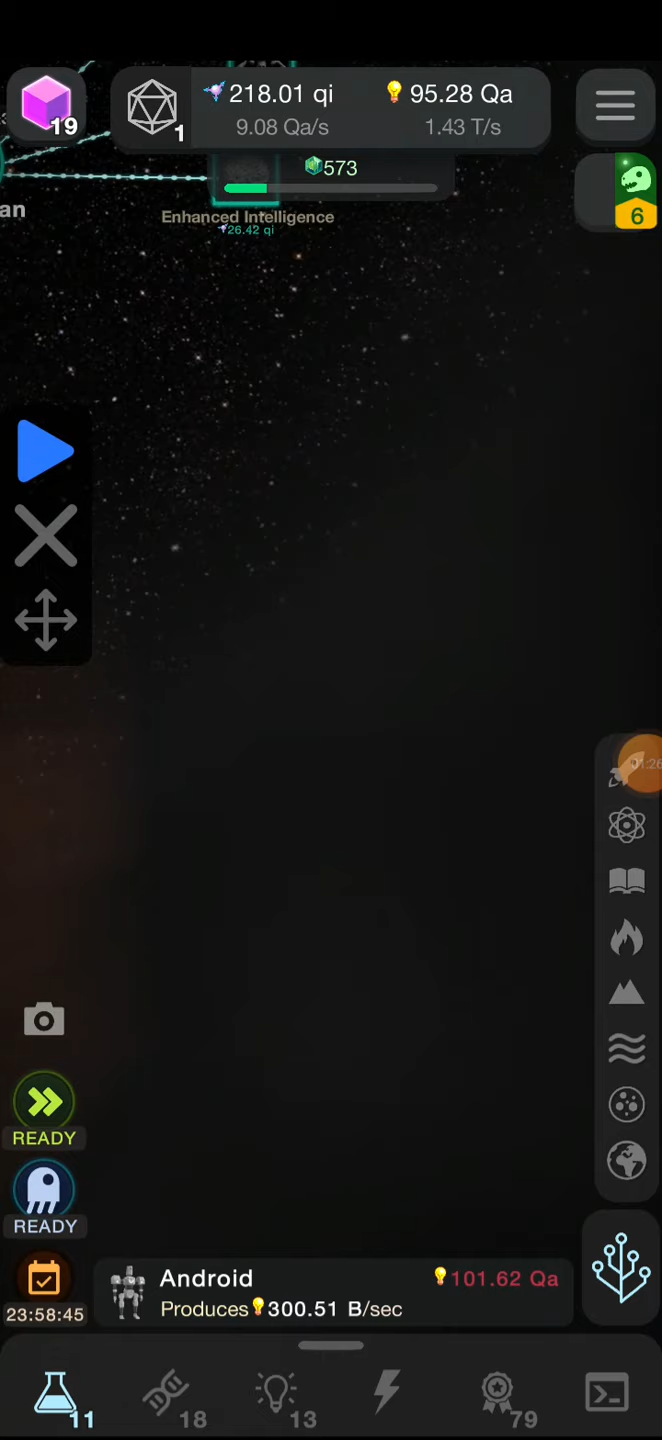 19
1
218.01 qi
95.28 Qa
9.08 Qa/s
1.43 T/s
573
6
an
Enhanced Intelligence
26.42 qi
01:26
READY
READY
23:58:45
Android
101.62 Qa
Produces 300.51 B/sec
11
18
13
79